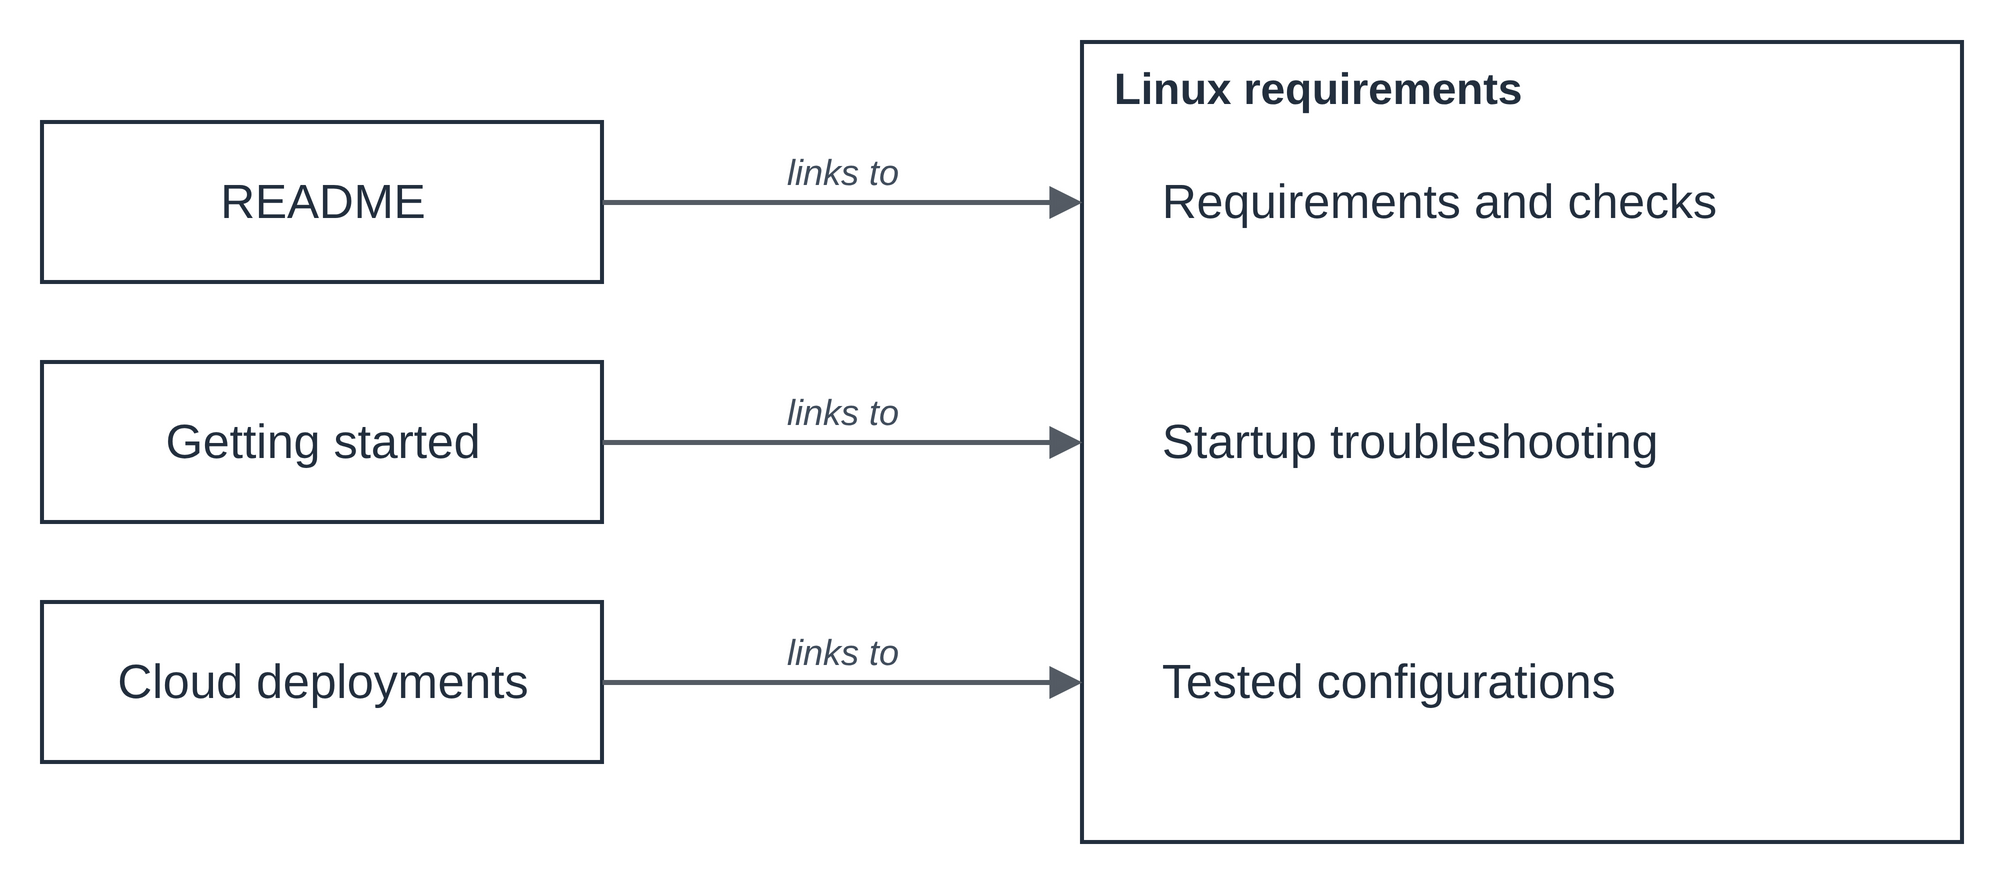 Linux requirements
README
links to
Requirements and checks
Getting started
links to
Startup troubleshooting
Cloud deployments
links to
Tested configurations